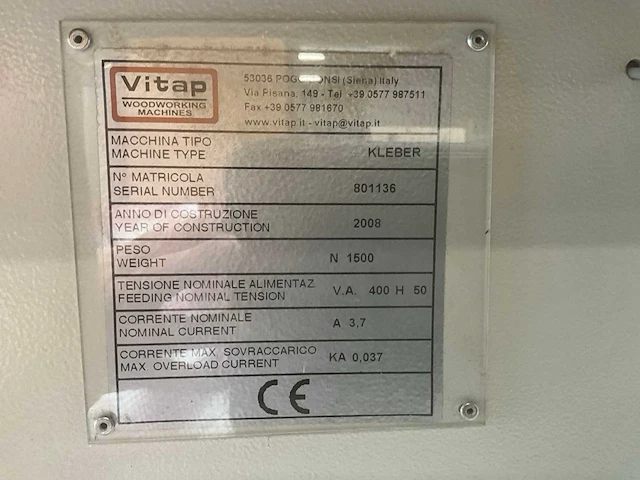 Vitap
WOODWORKING
MACHINES
53036 (Siena) Italy
Via Pisana, 149 - Tel +39 0577 987511
Fax +39 0577 981670
www.vitap.it - vitap@vitap.it
MACCHINA TIPO
MACHINE TYPE KLEBER
N° MATRICOLA
SERIAL NUMBER 801136
ANNO DI COSTRUZIONE
YEAR OF CONSTRUCTION 2008
PESO
WEIGHT N 1500
TENSIONE NOMINALE ALIMENTAZ.
FEEDING NOMINAL TENSION V.A. 400 H 50
CORRENTE NOMINALE
NOMINAL CURRENT A 3,7
CORRENTE MAX. SOVRACCARICO
MAX. OVERLOAD CURRENT KA 0,037
CE